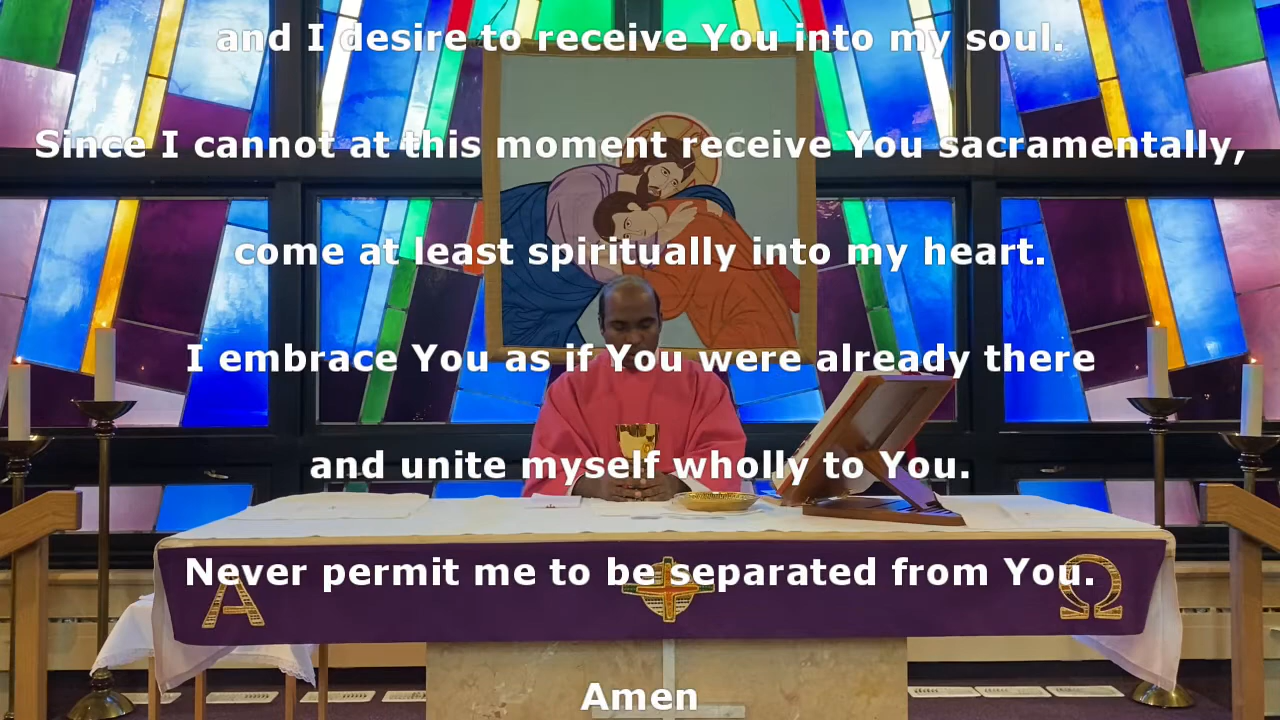 and I desire to receive You into my soul.
Since I cannot at this moment receive You sacramentally,
come at least spiritually into my heart.
I embrace You as if You were already there
and unite myself wholly to You.
Never permit me to be separated from You.
Α Ω
Amen